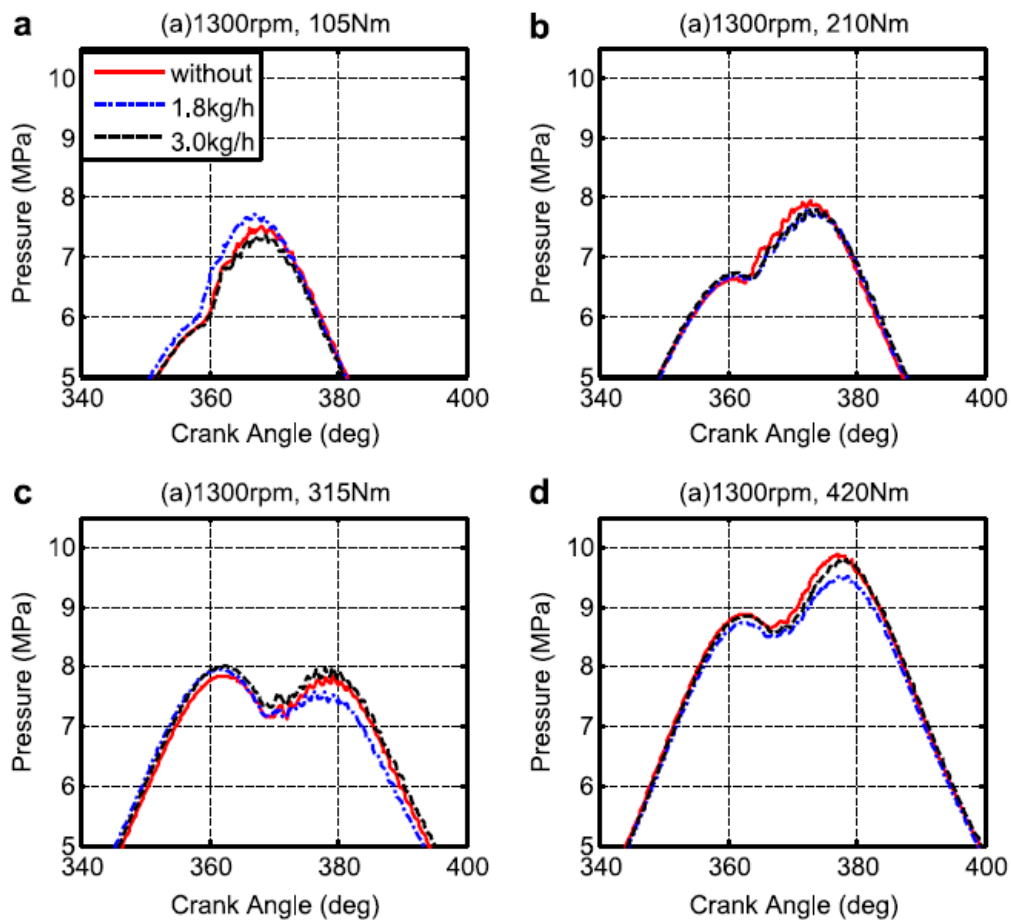 a
(a)1300rpm, 105Nm
without
1.8kg/h
3.0kg/h
10
9
8
7
6
5
Pressure (MPa)
340
360
380
400
Crank Angle (deg)
b
(a)1300rpm, 210Nm
10
9
8
7
6
5
Pressure (MPa)
340
360
380
400
Crank Angle (deg)
c
(a)1300rpm, 315Nm
10
9
8
7
6
5
Pressure (MPa)
340
360
380
400
Crank Angle (deg)
d
(a)1300rpm, 420Nm
10
9
8
7
6
5
Pressure (MPa)
340
360
380
400
Crank Angle (deg)